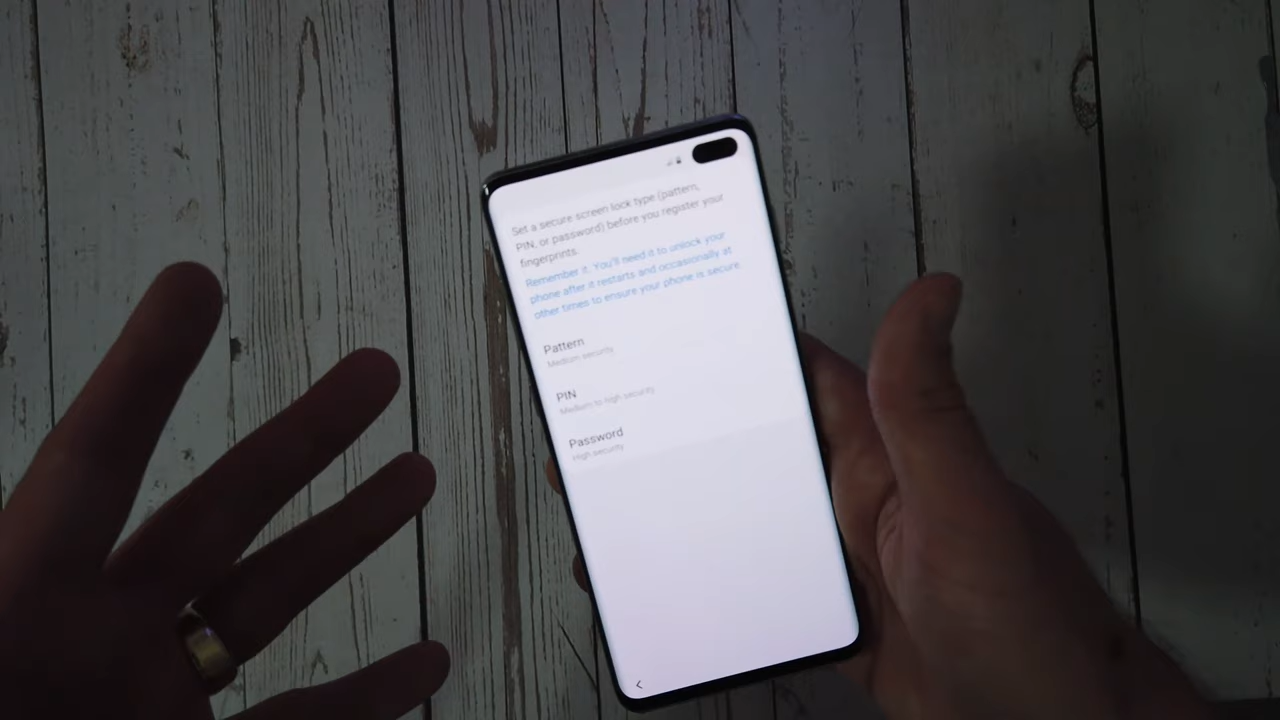 Set a secure screen lock type (pattern,
PIN, or password) before you register your
fingerprints.
Remember it. You'll need it to unlock your
phone after it restarts and occasionally at
other times to ensure your phone is secure.
Pattern
Medium security
PIN
Medium to high security
Password
High security